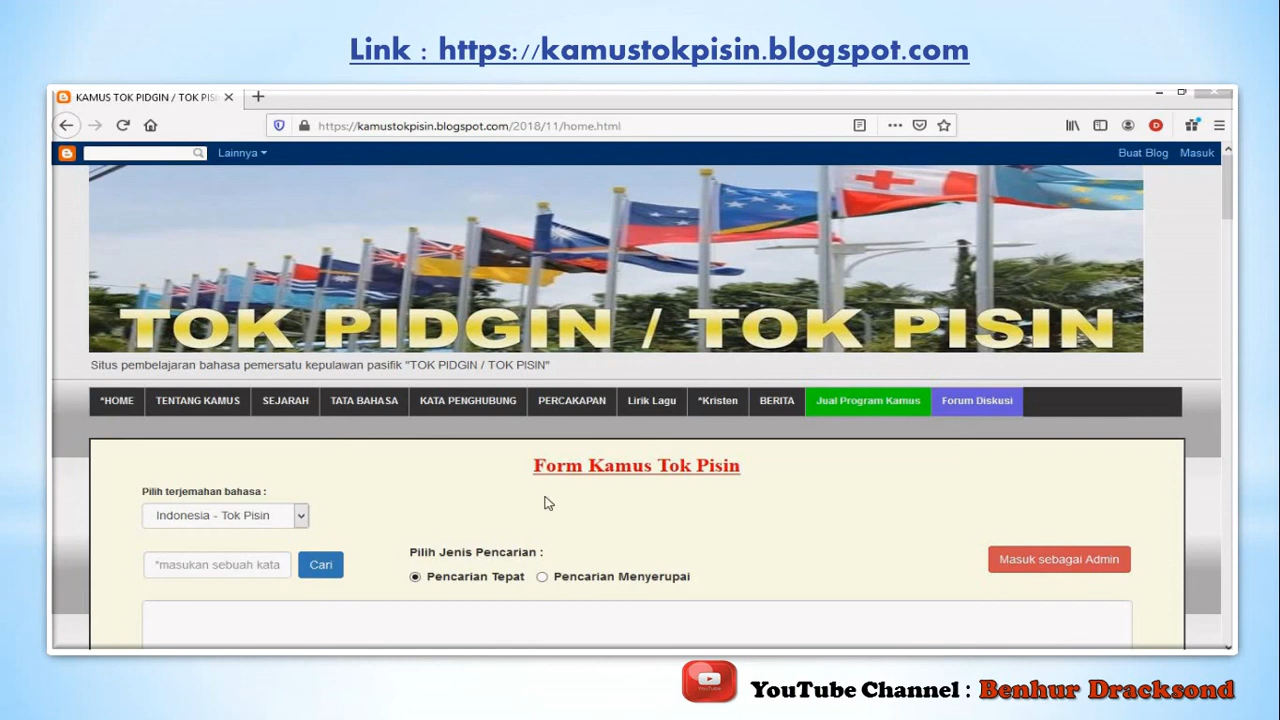 Link : https://kamustokpisin.blogspot.com
KAMUS TOK PIDGIN / TOK PIS
https://kamustokpisin.blogspot.com/2018/11/home.html
Lainnya
Buat Blog Masuk
TOK PIDGIN / TOK PISIN
Situs pembelajaran bahasa pemersatu kepulawan pasifik "TOK PIDGIN / TOK PISIN"
*HOME TENTANG KAMUS SEJARAH TATA BAHASA KATA PENGHUBUNG PERCAKAPAN Lirik Lagu *Kristen BERITA Jual Program Kamus Forum Diskusi
Form Kamus Tok Pisin
Pilih terjemahan bahasa :
Indonesia - Tok Pisin
*masukan sebuah kata Cari
Pilih Jenis Pencarian :
Pencarian Tepat Pencarian Menyerupai
Masuk sebagai Admin
YouTube
YouTube Channel : Benhur Dracksond